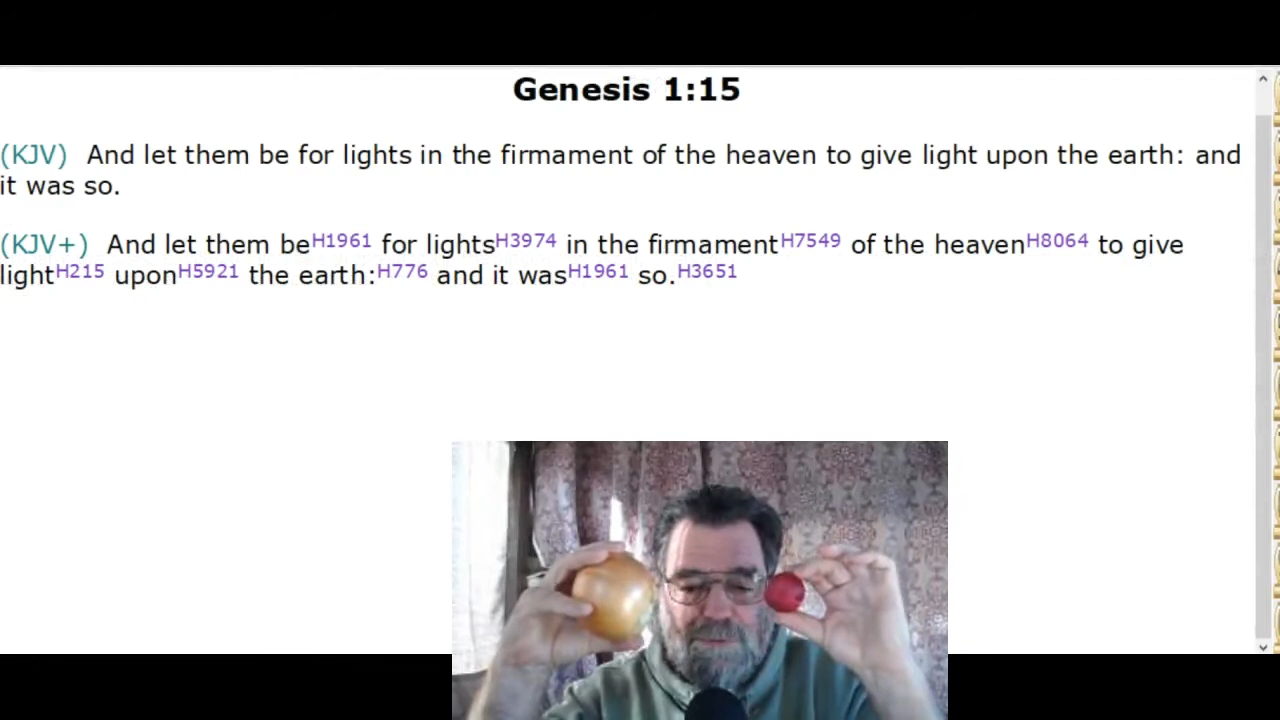 Genesis 1:15
(KJV) And let them be for lights in the firmament of the heaven to give light upon the earth: and
it was so.
(KJV+) And let them beH1961 for lightsH3974 in the firmamentH7549 of the heavenH8064 to give
lightH215 uponH5921 the earth:H776 and it wasH1961 so.H3651